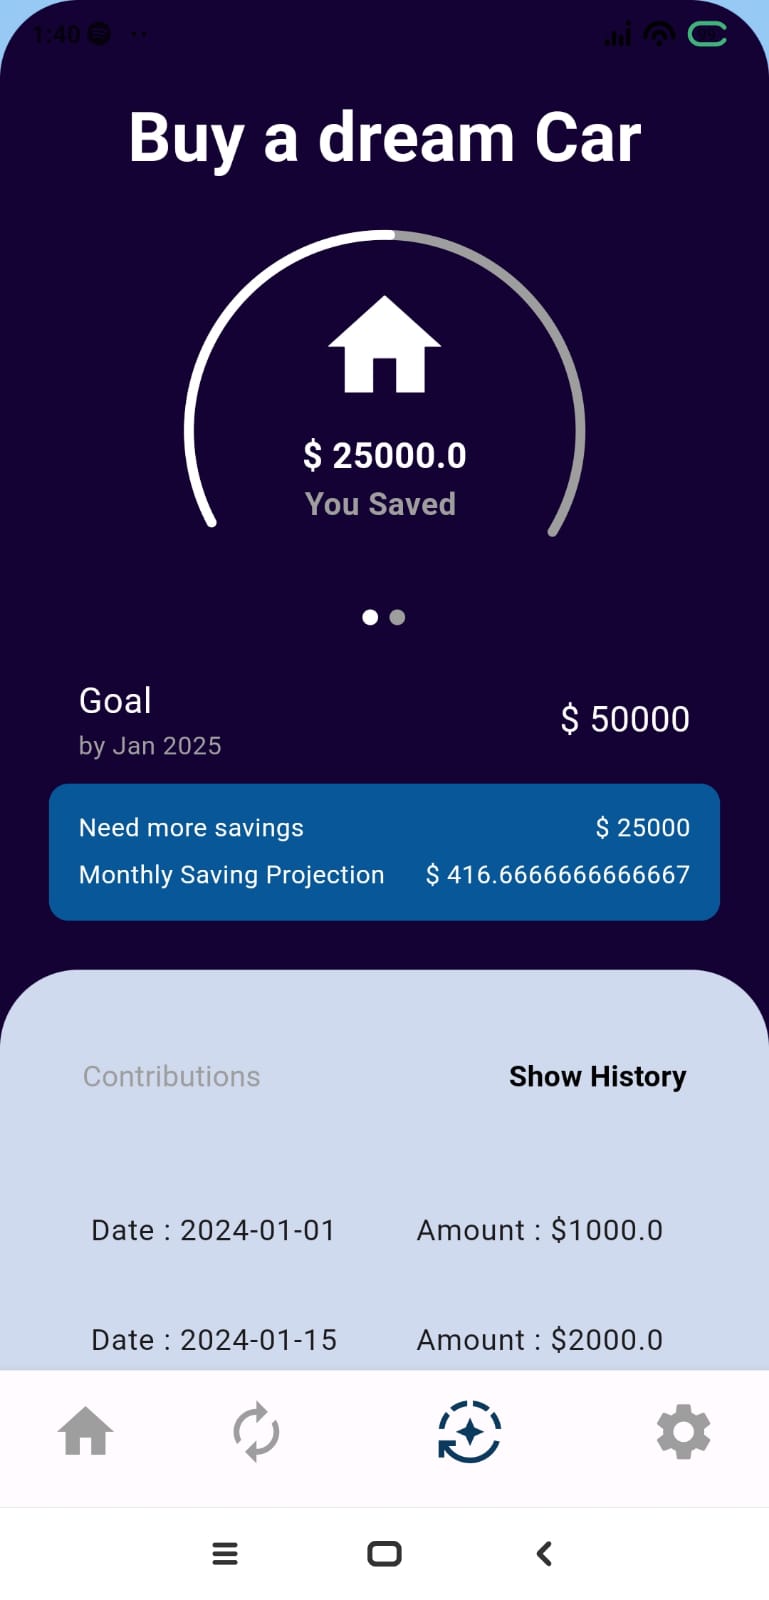 1:40
Buy a dream Car
$ 25000.0
You Saved
Goal
$ 50000
by Jan 2025
Need more savings $ 25000
Monthly Saving Projection $ 416.6666666666667
Contributions Show History
Date : 2024-01-01 Amount : $1000.0
Date : 2024-01-15 Amount : $2000.0